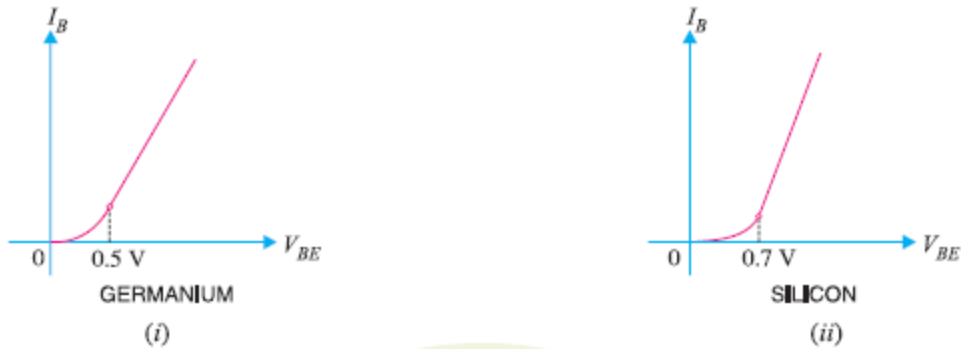 I_B
0
0.5 V
V_BE
GERMANIUM
(i)
I_B
0
0.7 V
V_BE
SILICON
(ii)